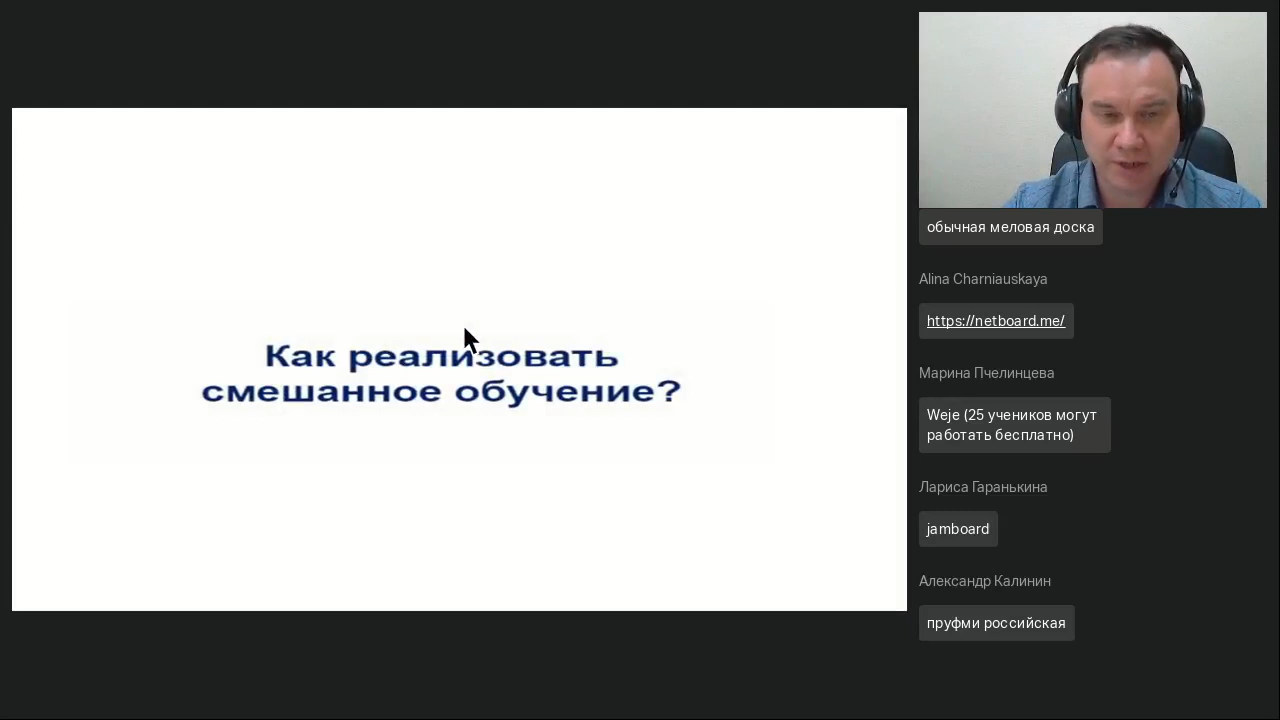 Как реализовать
смешанное обучение?
обычная меловая доска
Alina Charniauskaya
https://netboard.me/
Марина Пчелинцева
Weje (25 учеников могут
работать бесплатно)
Лариса Гаранькина
jamboard
Александр Калинин
пруфми российская